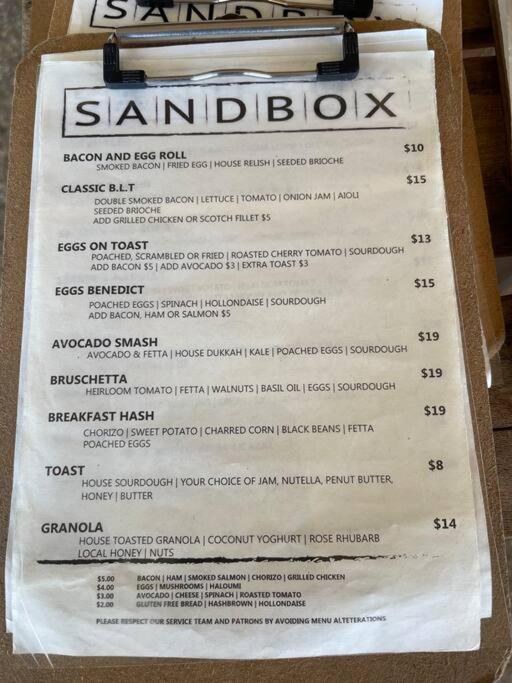 SANDBOX
SANDBOX
BACON AND EGG ROLL $10
SMOKED BACON | FRIED EGG | HOUSE RELISH | SEEDED BRIOCHE
CLASSIC B.L.T $15
DOUBLE SMOKED BACON | LETTUCE | TOMATO | ONION JAM | AIOLI
SEEDED BRIOCHE
ADD GRILLED CHICKEN OR SCOTCH FILLET $5
EGGS ON TOAST $13
POACHED, SCRAMBLED OR FRIED | ROASTED CHERRY TOMATO | SOURDOUGH
ADD BACON $5 | ADD AVOCADO $3 | EXTRA TOAST $3
EGGS BENEDICT $15
POACHED EGGS | SPINACH | HOLLONDAISE | SOURDOUGH
ADD BACON, HAM OR SALMON $5
AVOCADO SMASH $19
AVOCADO & FETTA | HOUSE DUKKAH | KALE | POACHED EGGS | SOURDOUGH
BRUSCHETTA $19
HEIRLOOM TOMATO | FETTA | WALNUTS | BASIL OIL | EGGS | SOURDOUGH
BREAKFAST HASH $19
CHORIZO | SWEET POTATO | CHARRED CORN | BLACK BEANS | FETTA
POACHED EGGS
TOAST $8
HOUSE SOURDOUGH | YOUR CHOICE OF JAM, NUTELLA, PENUT BUTTER,
HONEY | BUTTER
GRANOLA $14
HOUSE TOASTED GRANOLA | COCONUT YOGHURT | ROSE RHUBARB
LOCAL HONEY | NUTS
$5.00 BACON | HAM | SMOKED SALMON | CHORIZO | GRILLED CHICKEN
$4.00 EGGS | MUSHROOMS | HALOUMI
$3.00 AVOCADO | CHEESE | SPINACH | ROASTED TOMATO
$2.00 GLUTEN FREE BREAD | HASHBROWN | HOLLONDAISE
PLEASE RESPECT OUR SERVICE TEAM AND PATRONS BY AVOIDING MENU ALTETERATIONS